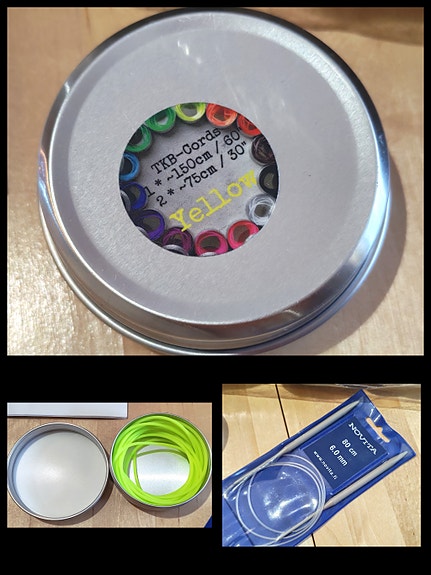 TKB-Cords
1 * ~150cm / 60"
2 * ~75cm / 30"
Yellow
NOVITA
80 cm
6.0 mm
www.novita.fi